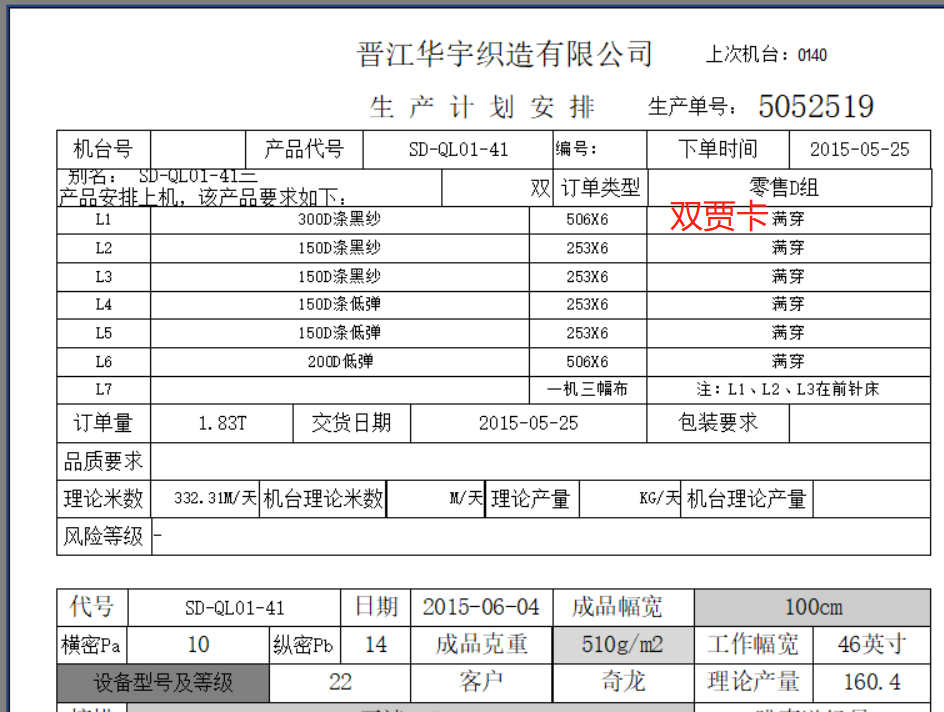 晋江华宇织造有限公司 上次机台：0140
生产计划安排 生产单号：5052519
机台号 产品代号 SD-QL01-41 编号： 下单时间 2015-05-25
别名： SD-QL01-41三
产品安排上机，该产品要求如下： 双 订单类型 零售D组
双贾卡
L1 300D涤黑纱 506X6 满穿
L2 150D涤黑纱 253X6 满穿
L3 150D涤黑纱 253X6 满穿
L4 150D涤低弹 253X6 满穿
L5 150D涤低弹 253X6 满穿
L6 200D低弹 506X6 满穿
L7 一机三幅布 注：L1、L2、L3在前针床
订单量 1.83T 交货日期 2015-05-25 包装要求
品质要求
理论米数 332.31M/天 机台理论米数 M/天 理论产量 KG/天 机台理论产量
风险等级 -
代号 SD-QL01-41 日期 2015-06-04 成品幅宽 100cm
横密Pa 10 纵密Pb 14 成品克重 510g/m2 工作幅宽 46英寸
设备型号及等级 22 客户 奇龙 理论产量 160.4